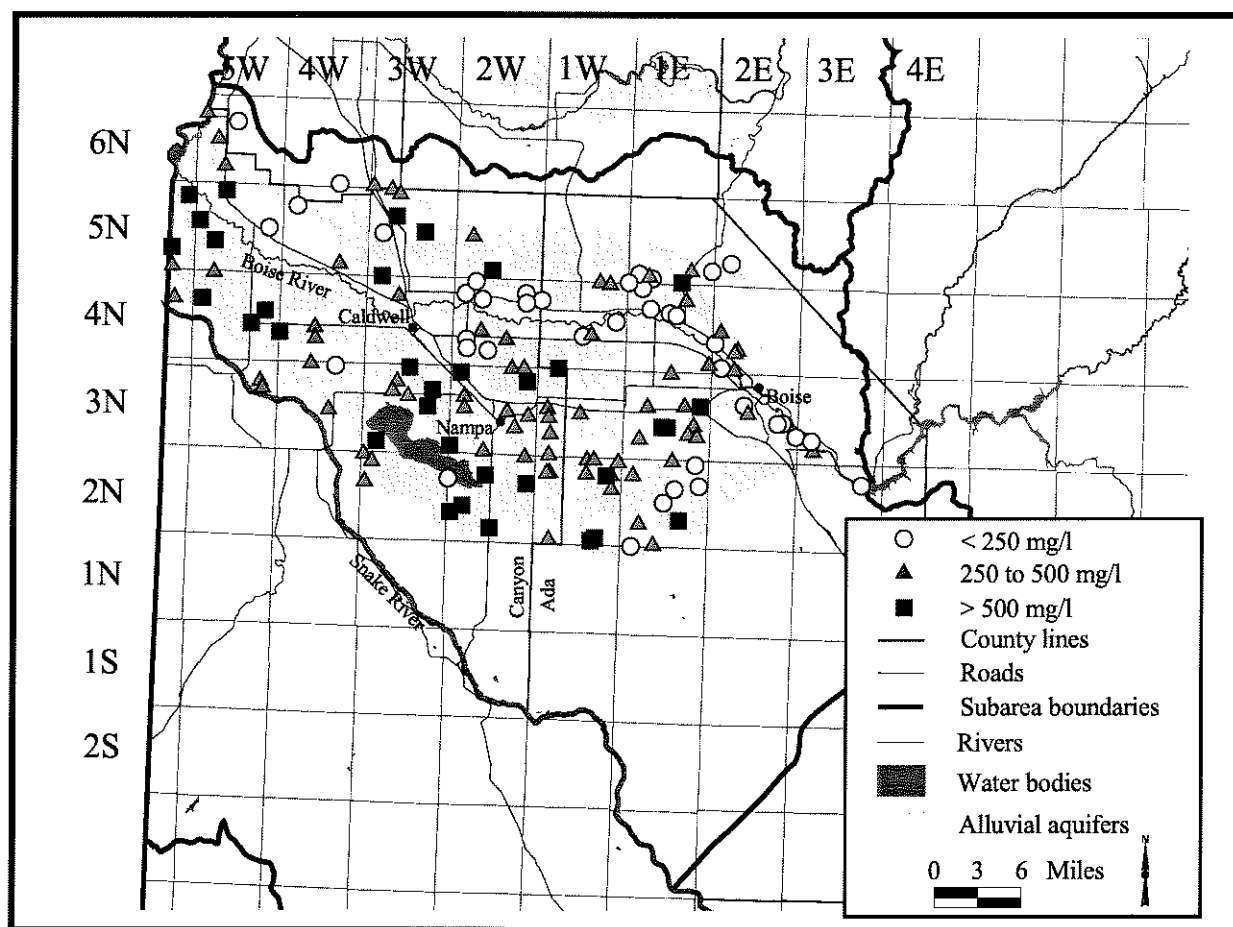 5W 4W 3W 2W 1W 1E 2E 3E 4E
6N
5N
4N
3N
2N
1N
1S
2S
Boise River
Caldwell
Boise
Nampa
Snake River
Canyon
Ada
< 250 mg/l
250 to 500 mg/l
> 500 mg/l
County lines
Roads
Subarea boundaries
Rivers
Water bodies
Alluvial aquifers
0 3 6 Miles
N